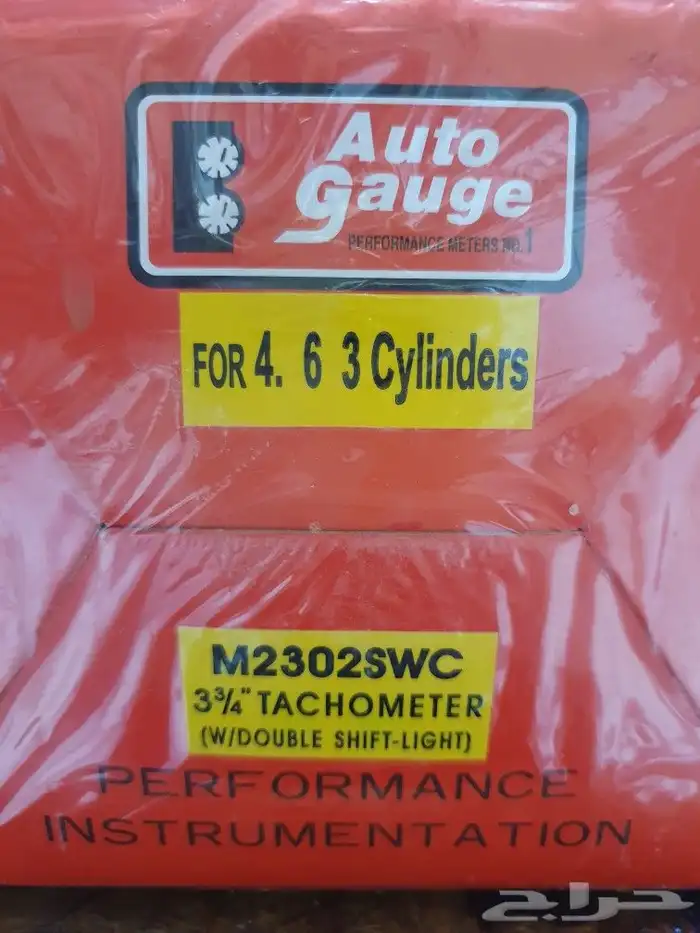 Auto
Gauge
PERFORMANCE METERS NO.1
FOR 4. 6 3 Cylinders
M2302SWC
3¾" TACHOMETER
(W/DOUBLE SHIFT-LIGHT)
PERFORMANCE
INSTRUMENTATION
حراج